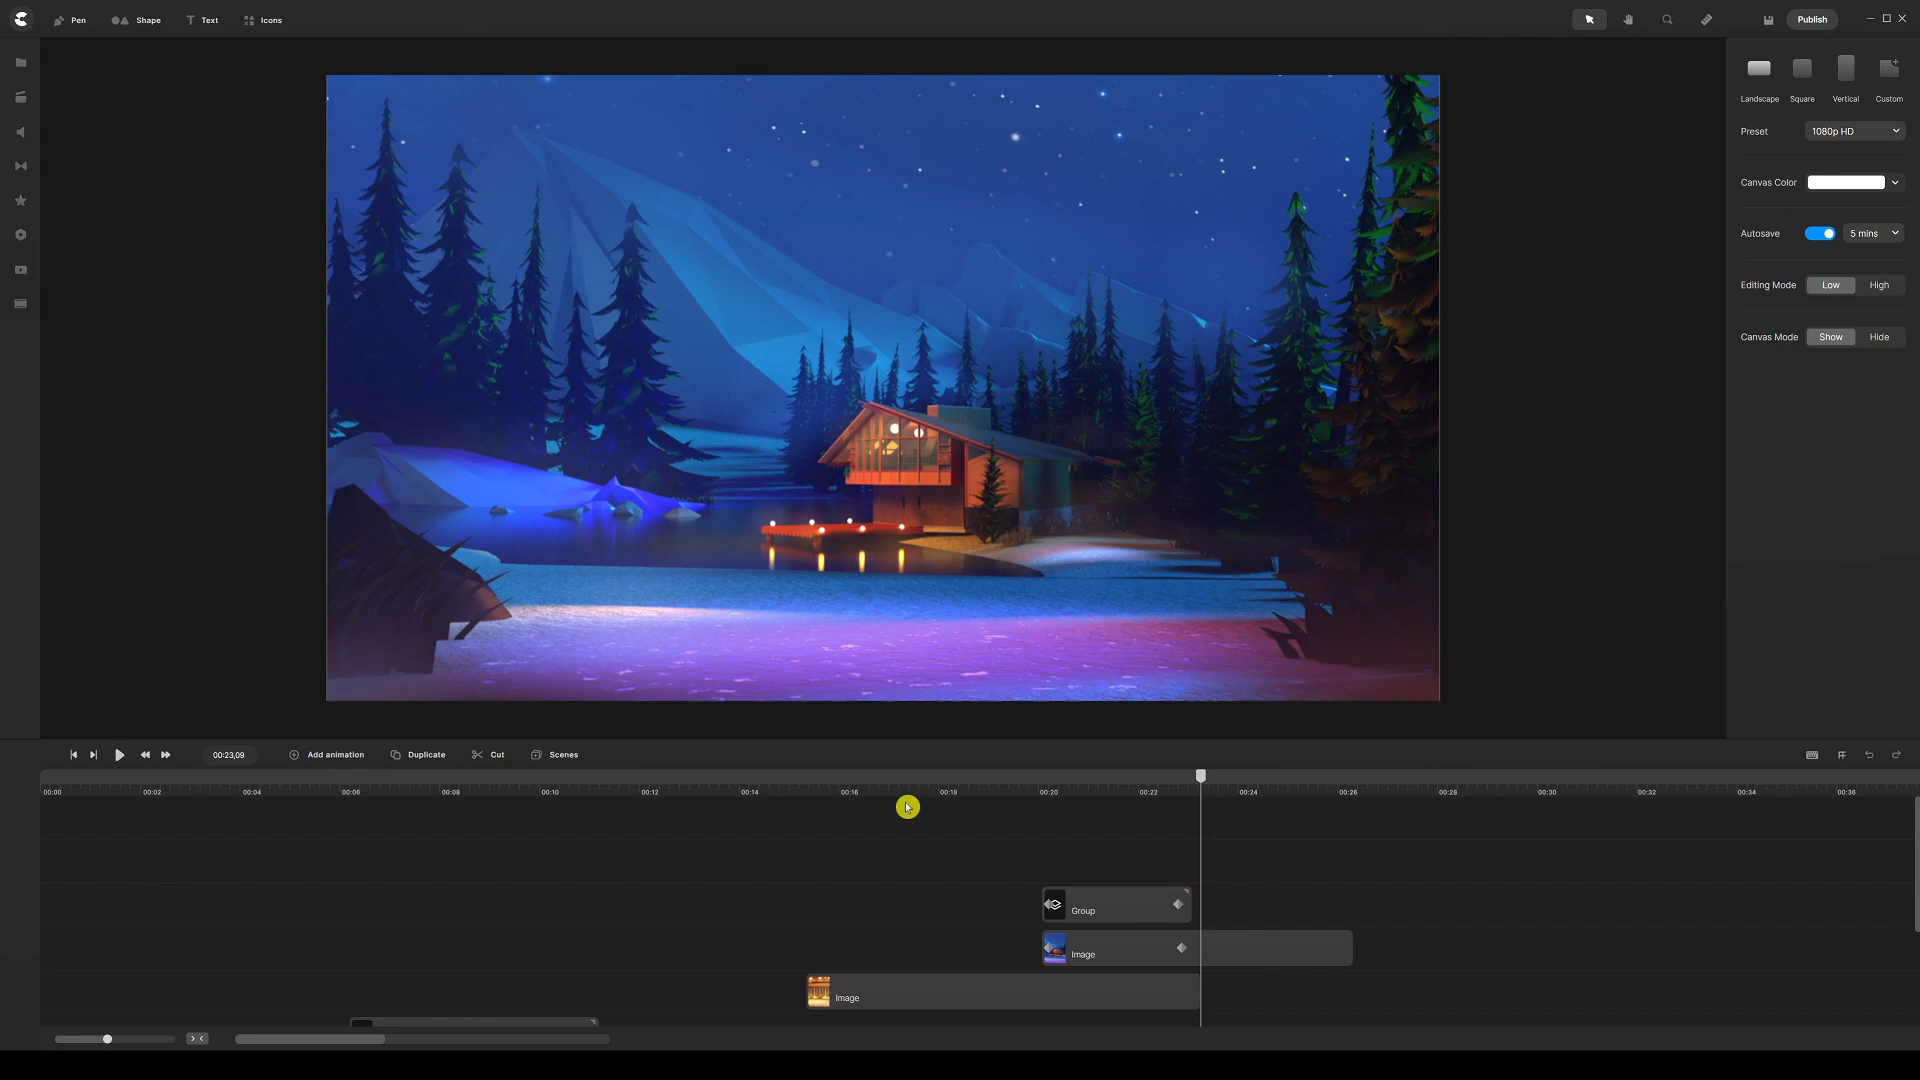 Pen Shape Text Icons Publish
Landscape Square Vertical Custom
Preset 1080p HD
Canvas Color
Autosave 5 mins
Editing Mode Low High
Canvas Mode Show Hide
00:23,09 Add animation Duplicate Cut Scenes
00:00 00:02 00:04 00:06 00:08 00:10 00:12 00:14 00:16 00:18 00:20 00:22 00:24 00:26 00:28 00:30 00:32 00:34 00:36
Group
Image
Image